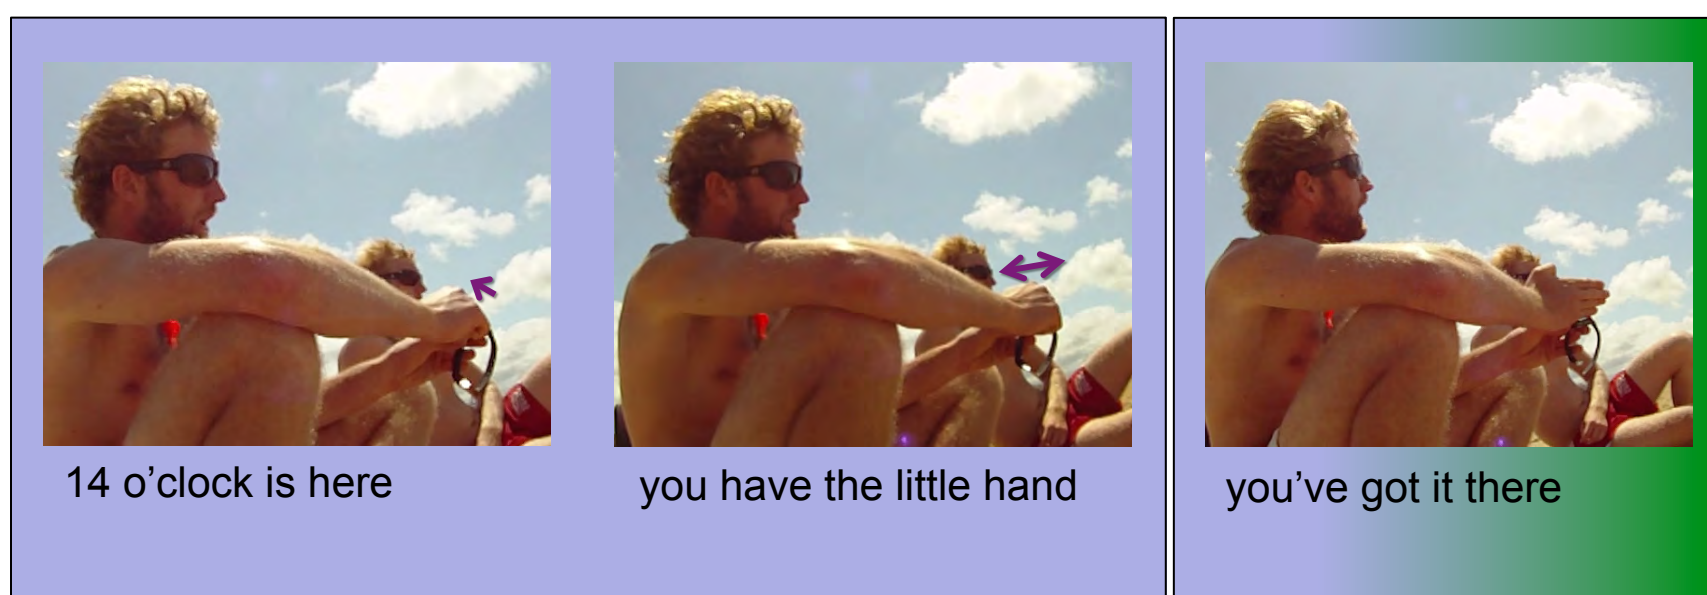 14 o’clock is here
you have the little hand
you’ve got it there